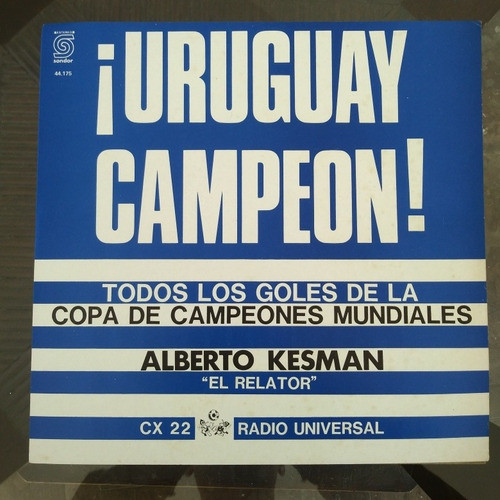 sondor
44.175
¡URUGUAY
CAMPEON!
TODOS LOS GOLES DE LA
COPA DE CAMPEONES MUNDIALES
ALBERTO KESMAN
"EL RELATOR"
CX 22 RADIO UNIVERSAL